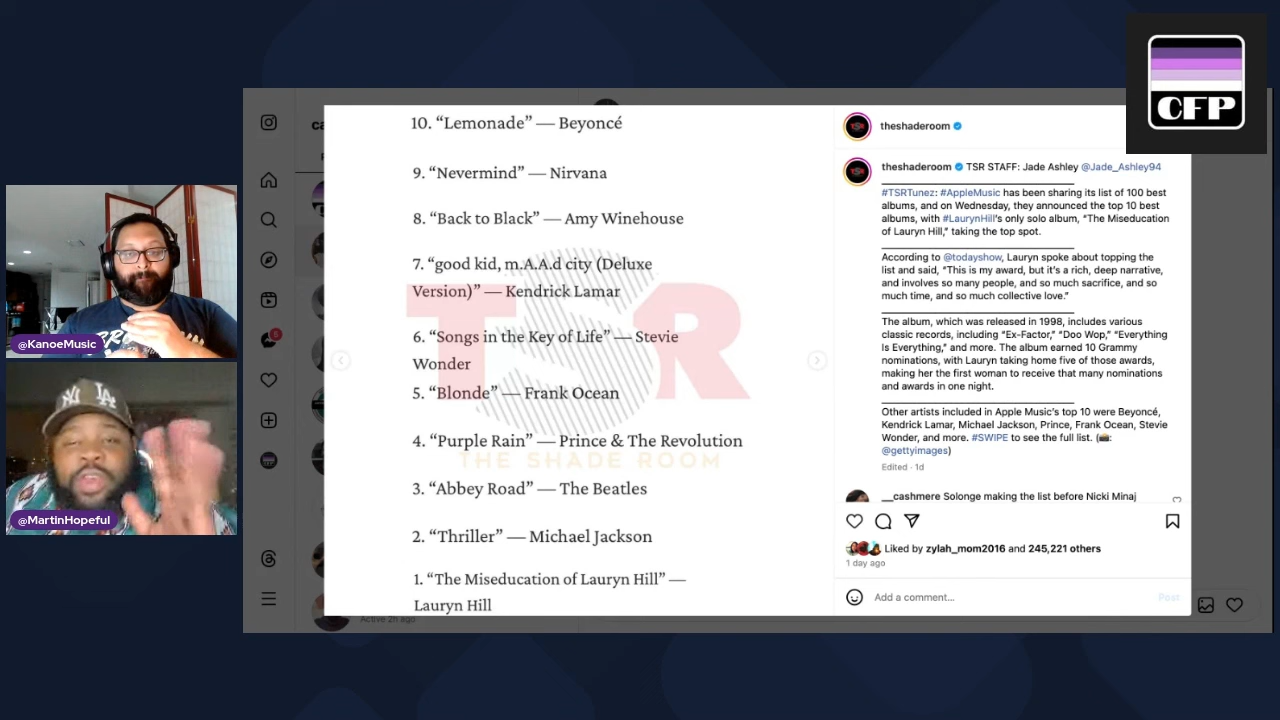 CFP
@KanoeMusic
@MartinHopeful
ca
10. “Lemonade” — Beyoncé
9. “Nevermind” — Nirvana
8. “Back to Black” — Amy Winehouse
7. “good kid, m.A.A.d city (Deluxe
Version)” — Kendrick Lamar
6. “Songs in the Key of Life” — Stevie
Wonder
5. “Blonde” — Frank Ocean
4. “Purple Rain” — Prince & The Revolution
3. “Abbey Road” — The Beatles
2. “Thriller” — Michael Jackson
1. “The Miseducation of Lauryn Hill” —
Lauryn Hill
TSR
THE SHADE ROOM
Active 2h ago
theshaderoom
theshaderoom TSR STAFF: Jade Ashley @Jade_Ashley94
#TSRTunez: #AppleMusic has been sharing its list of 100 best
albums, and on Wednesday, they announced the top 10 best
albums, with #LaurynHill’s only solo album, “The Miseducation
of Lauryn Hill,” taking the top spot.
According to @todayshow, Lauryn spoke about topping the
list and said, “This is my award, but it’s a rich, deep narrative,
and involves so many people, and so much sacrifice, and so
much time, and so much collective love.”
The album, which was released in 1998, includes various
classic records, including “Ex-Factor,” “Doo Wop,” “Everything
Is Everything,” and more. The album earned 10 Grammy
nominations, with Lauryn taking home five of those awards,
making her the first woman to receive that many nominations
and awards in one night.
Other artists included in Apple Music’s top 10 were Beyoncé,
Kendrick Lamar, Michael Jackson, Prince, Frank Ocean, Stevie
Wonder, and more. #SWIPE to see the full list. (📸:
@gettyimages)
Edited · 1d
__cashmere Solonge making the list before Nicki Minaj
Liked by zylah_mom2016 and 245,221 others
1 day ago
Add a comment...
Post